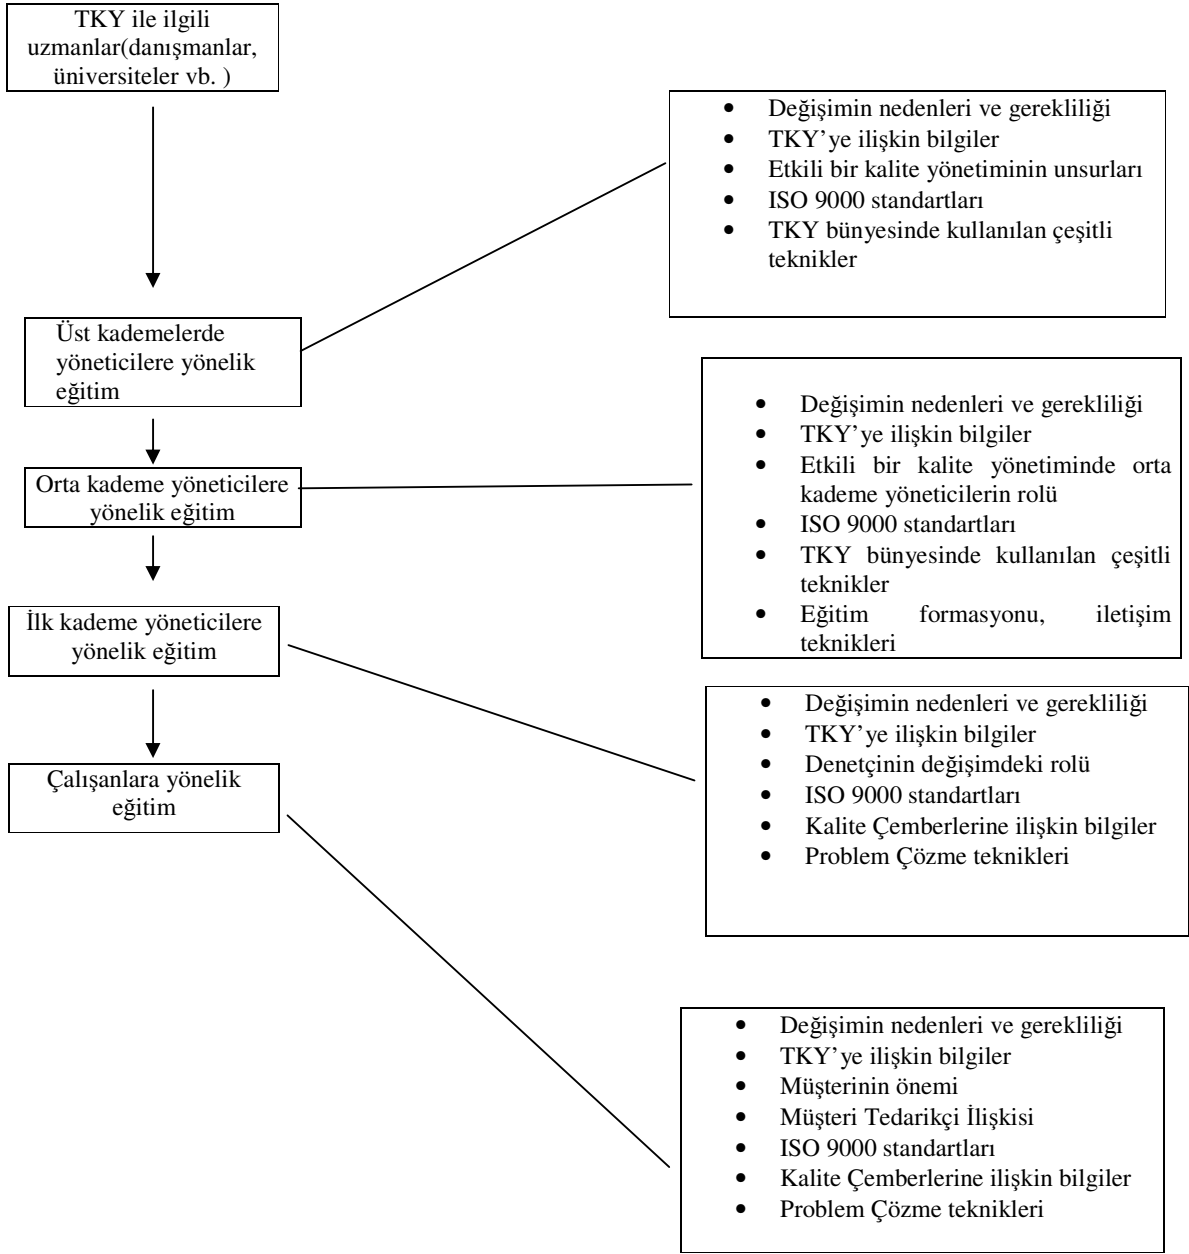 TKY ile ilgili
uzmanlar(danışmanlar,
üniversiteler vb. )
• Değişimin nedenleri ve gerekliliği
• TKY’ye ilişkin bilgiler
• Etkili bir kalite yönetiminin unsurları
• ISO 9000 standartları
• TKY bünyesinde kullanılan çeşitli
teknikler
Üst kademelerde
yöneticilere yönelik
eğitim
• Değişimin nedenleri ve gerekliliği
• TKY’ye ilişkin bilgiler
• Etkili bir kalite yönetiminde orta
kademe yöneticilerin rolü
• ISO 9000 standartları
• TKY bünyesinde kullanılan çeşitli
teknikler
• Eğitim formasyonu, iletişim
teknikleri
Orta kademe yöneticilere
yönelik eğitim
İlk kademe yöneticilere
yönelik eğitim
• Değişimin nedenleri ve gerekliliği
• TKY’ye ilişkin bilgiler
• Denetçinin değişimdeki rolü
• ISO 9000 standartları
• Kalite Çemberlerine ilişkin bilgiler
• Problem Çözme teknikleri
Çalışanlara yönelik
eğitim
• Değişimin nedenleri ve gerekliliği
• TKY’ye ilişkin bilgiler
• Müşterinin önemi
• Müşteri Tedarikçi İlişkisi
• ISO 9000 standartları
• Kalite Çemberlerine ilişkin bilgiler
• Problem Çözme teknikleri